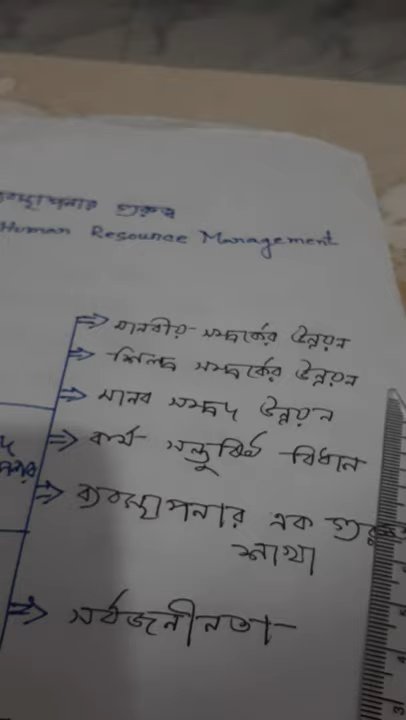 ব্যবস্থাপনার গুরুত্ব
Human Resource Management
মানবীয় সম্পর্কের উন্নয়ন
শিল্প সম্পর্কের উন্নয়ন
মানব সম্পদ উন্নয়ন
কার্য সন্তুষ্টি বিধান
ব্যবস্থাপনার এক
শাখা
সর্বজনীনতা